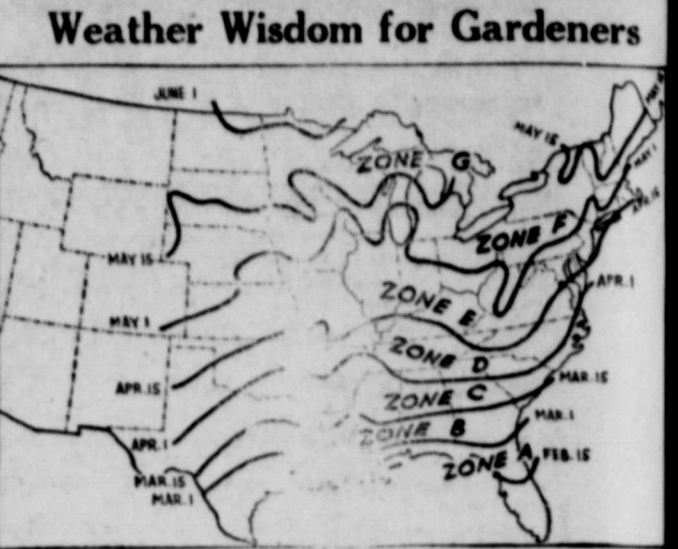 Weather Wisdom for Gardeners
JUNE 1
MAY 15
ZONE G
MAY 1
APR. 15
ZONE F
MAY 15
ZONE E
APR. 1
MAY 1
ZONE D
APR. 15
MAR. 15
ZONE C
MAR. 1
ZONE B
APR. 1
ZONE A
FEB. 15
MAR. 15
MAR. 1